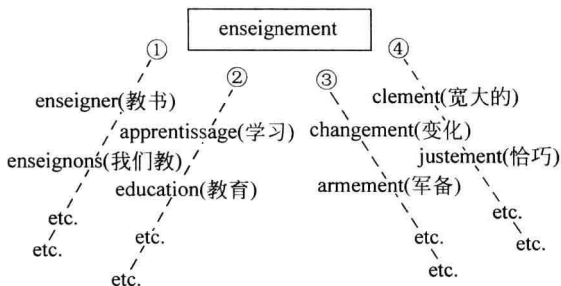 enseignement
① ④
② ③
enseigner(教书) clement(宽大的)
apprentissage(学习) changement(变化)
enseignons(我们教) justement(恰巧)
education(教育) armement(军备)
etc. etc.
etc. etc. etc. etc.
etc. etc.